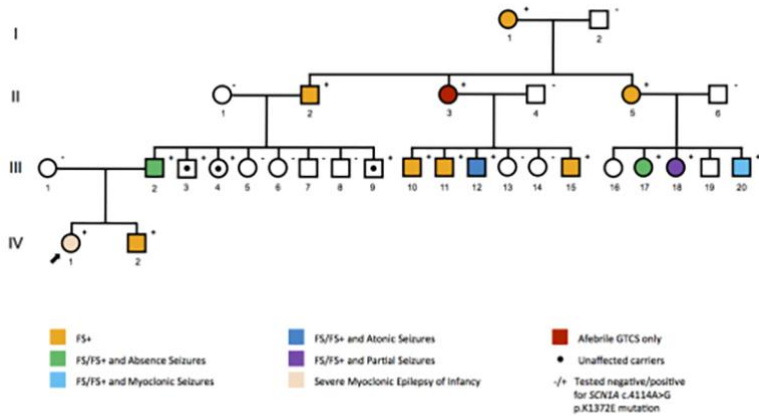 I
+ -
1 2
II
- + + - + -
1 2 3 4 5 6
III
- + + + + - - - - + + + + - - + - + + - +
1 2 3 4 5 6 7 8 9 10 11 12 13 14 15 16 17 18 19 20
IV
+ +
1 2
FS+
FS/FS+ and Absence Seizures
FS/FS+ and Myoclonic Seizures
FS/FS+ and Atonic Seizures
FS/FS+ and Partial Seizures
Severe Myoclonic Epilepsy of Infancy
Afebrile GTCS only
Unaffected carriers
-/+ Tested negative/positive
for SCN1A c.4114A>G
p.K1372E mutation